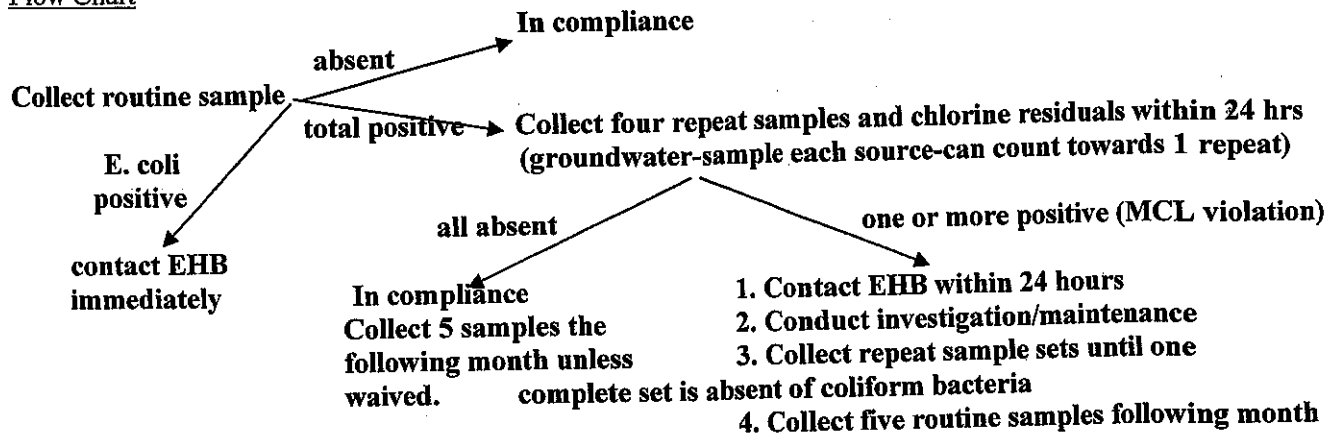 Flow Chart
In compliance
absent
Collect routine sample
total positive
Collect four repeat samples and chlorine residuals within 24 hrs
(groundwater-sample each source-can count towards 1 repeat)
E. coli
positive
contact EHB
immediately
all absent
one or more positive (MCL violation)
In compliance
Collect 5 samples the
following month unless
waived.
1. Contact EHB within 24 hours
2. Conduct investigation/maintenance
3. Collect repeat sample sets until one
complete set is absent of coliform bacteria
4. Collect five routine samples following month